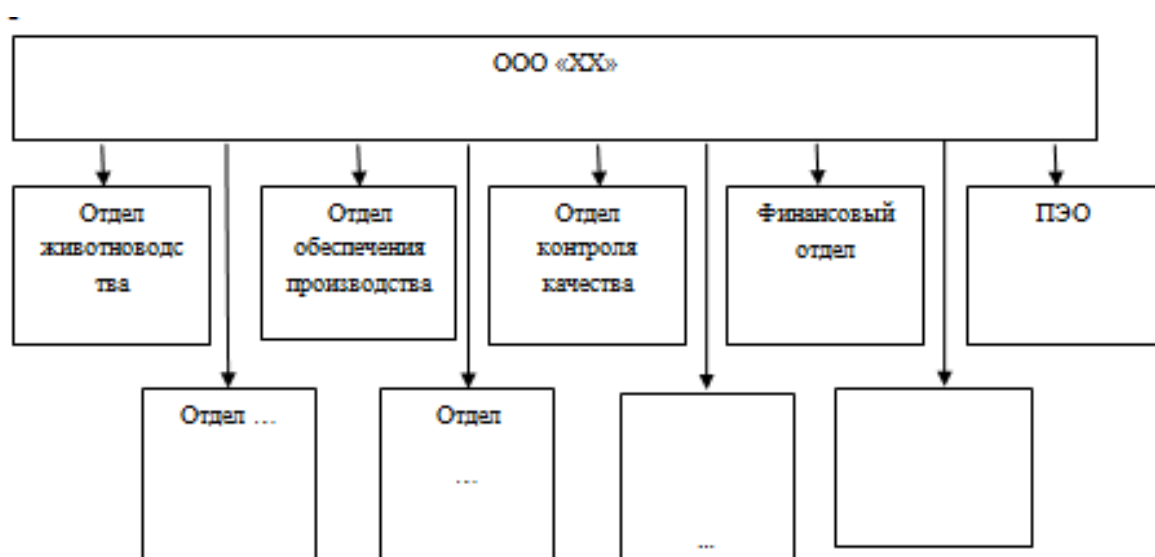 ООО «ХХ»
Отдел
животноводс
тва
Отдел
обеспечения
производства
Отдел
контроля
качества
Финансовый
отдел
ПЭО
Отдел …
Отдел
…
...